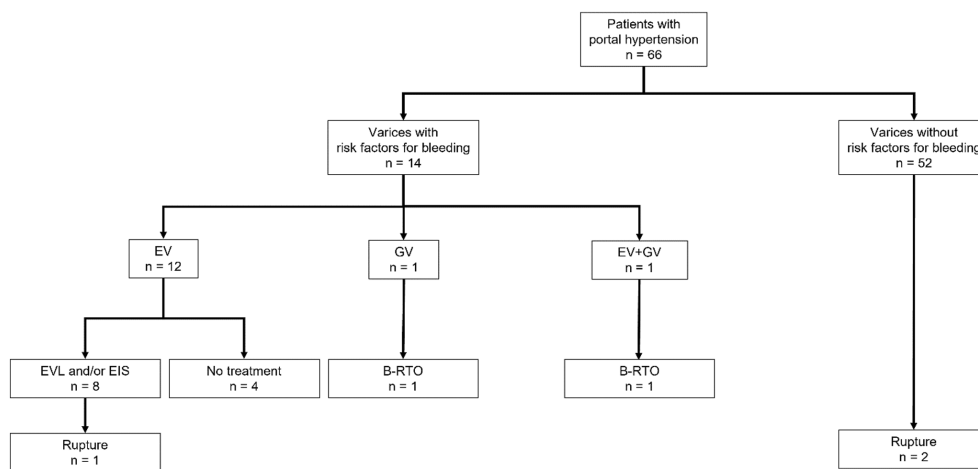 Patients with
portal hypertension
n = 66
Varices with
risk factors for bleeding
n = 14
Varices without
risk factors for bleeding
n = 52
EV
n = 12
GV
n = 1
EV+GV
n = 1
EVL and/or EIS
n = 8
No treatment
n = 4
B-RTO
n = 1
B-RTO
n = 1
Rupture
n = 1
Rupture
n = 2